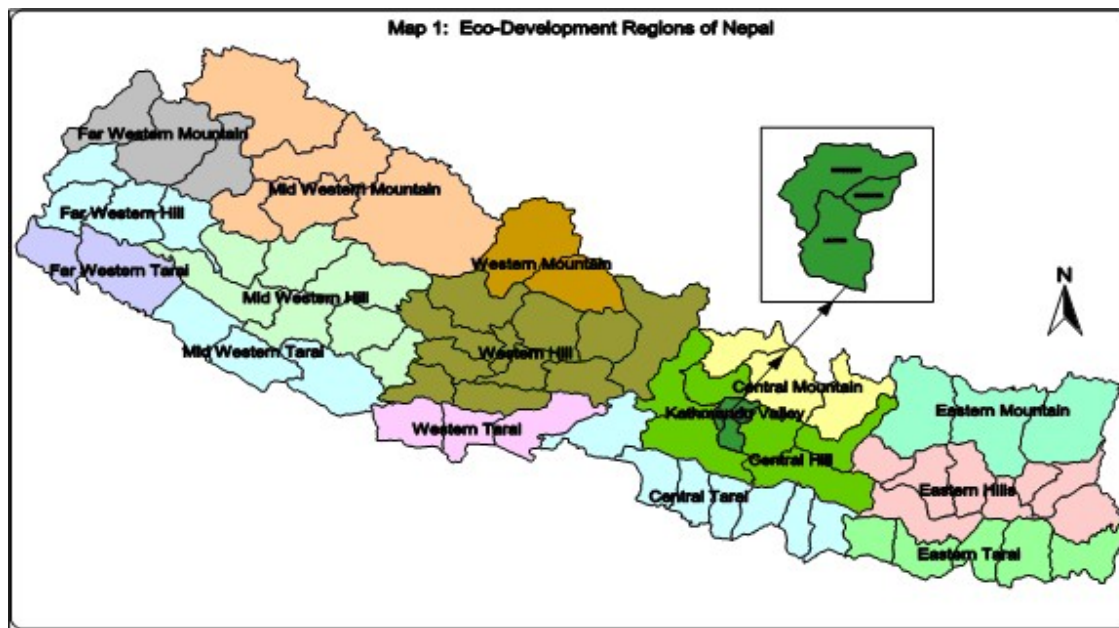 Map 1: Eco-Development Regions of Nepal
Far Western Mountain
Mid Western Mountain
Far Western Hill
Western Mountain
Far Western Tarai
N
Mid Western Hill
Mid Western Tarai
Western Hill
Central Mountain
Kathmandu Valley
Eastern Mountain
Western Tarai
Central Hill
Central Tarai
Eastern Hills
Eastern Tarai